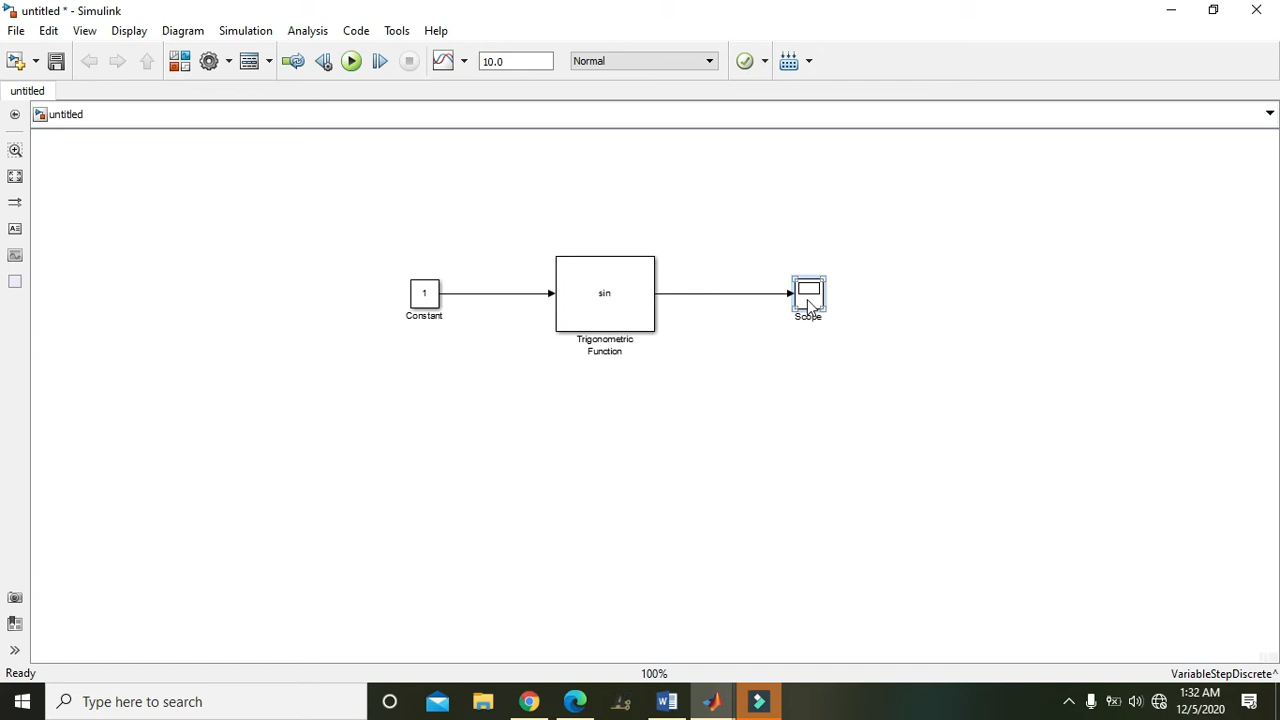 untitled * - Simulink
File Edit View Display Diagram Simulation Analysis Code Tools Help
10.0 Normal
untitled
untitled
1
Constant
sin
Trigonometric
Function
Scope
Ready 100% VariableStepDiscrete^
Type here to search
1:32 AM
12/5/2020